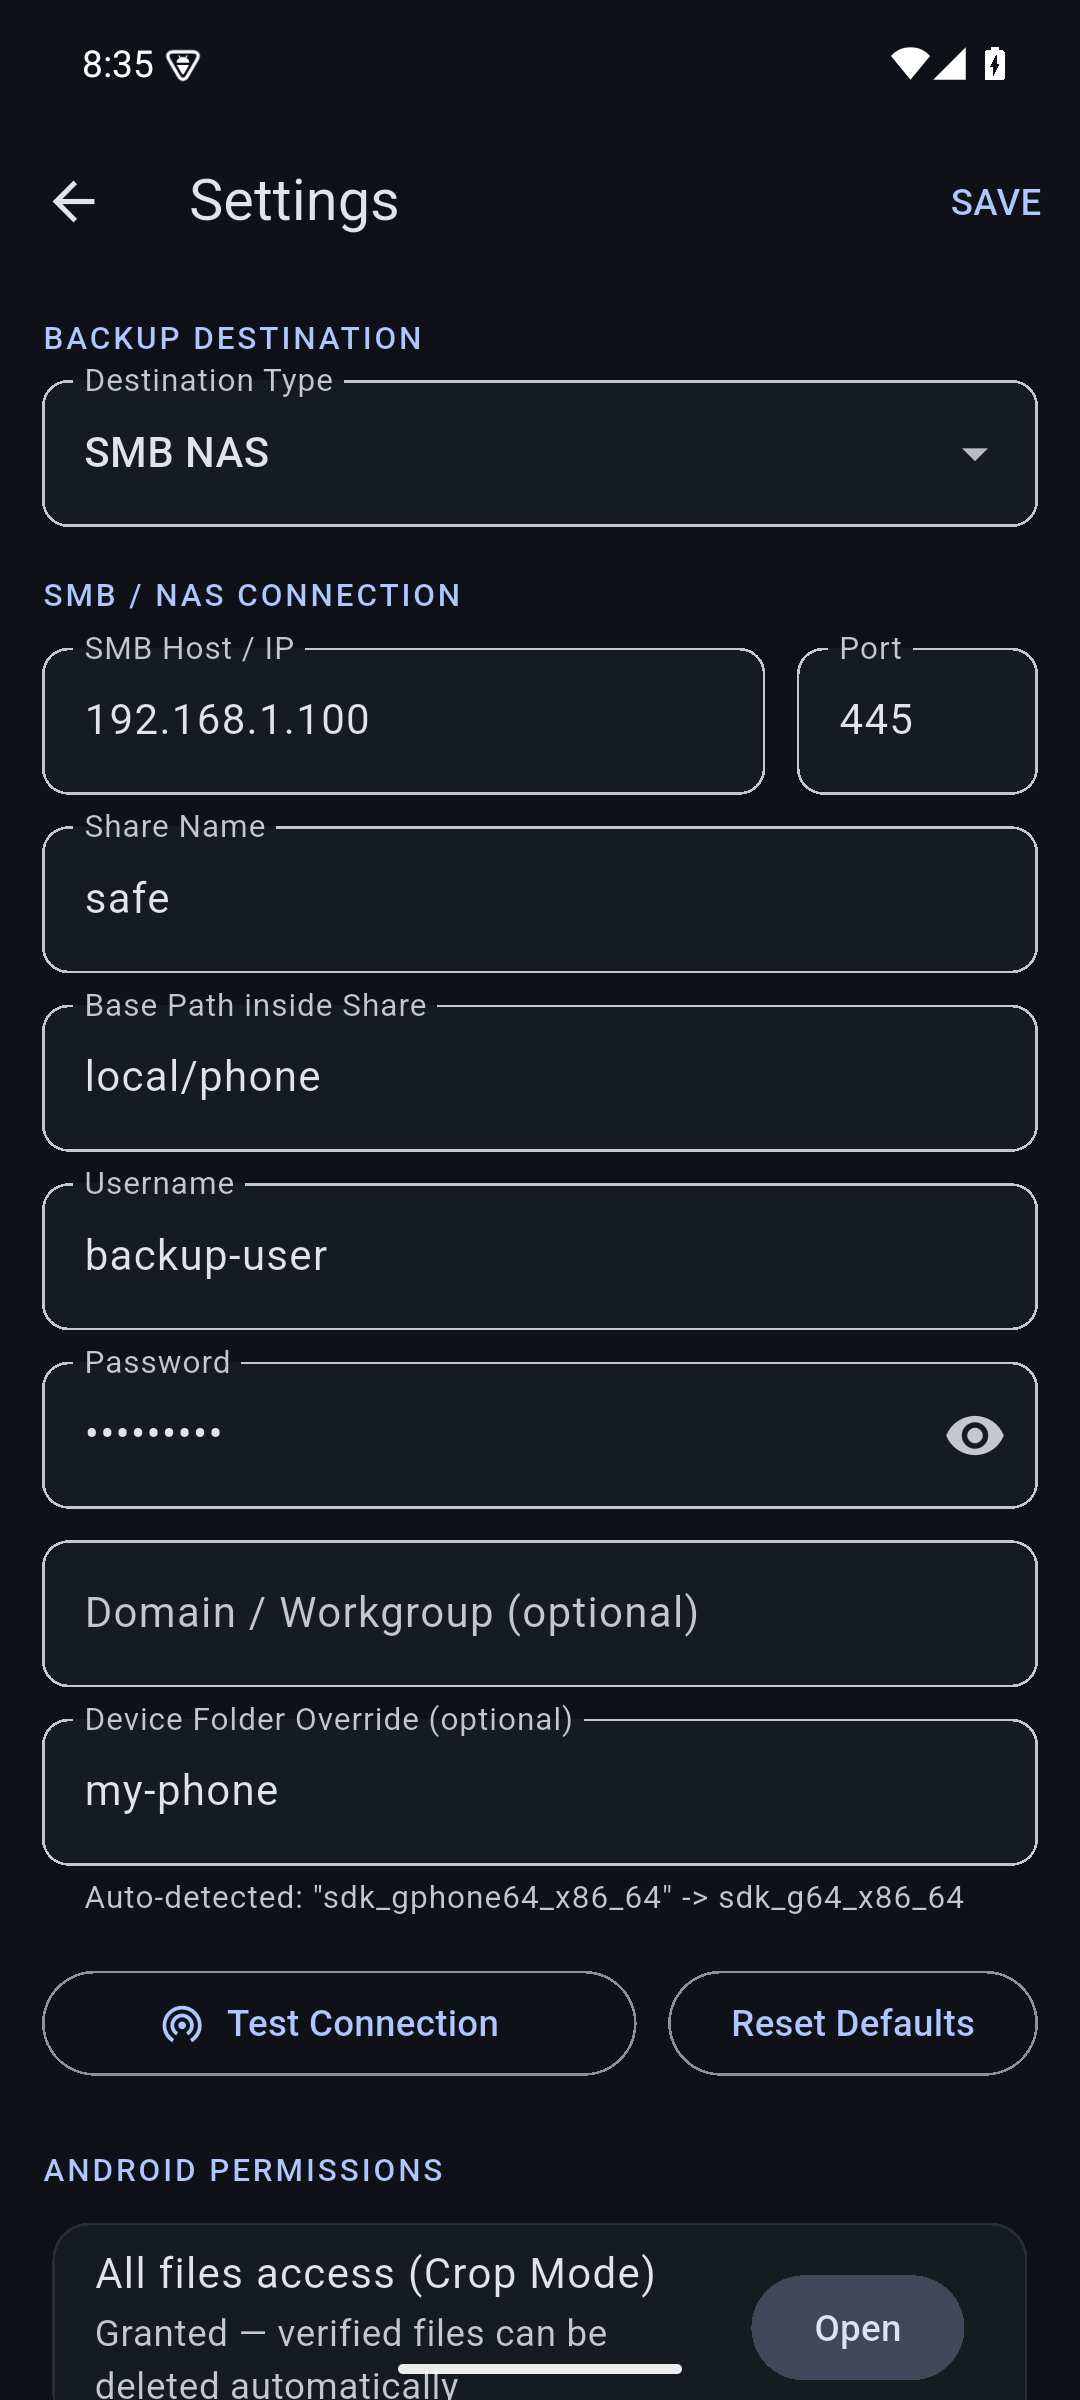 8:35
Settings
SAVE
BACKUP DESTINATION
Destination Type
SMB NAS
SMB / NAS CONNECTION
SMB Host / IP
Port
192.168.1.100
445
Share Name
safe
Base Path inside Share
local/phone
Username
backup-user
Password
•••••••••
Domain / Workgroup (optional)
Device Folder Override (optional)
my-phone
Auto-detected: "sdk_gphone64_x86_64" -> sdk_g64_x86_64
Test Connection
Reset Defaults
ANDROID PERMISSIONS
All files access (Crop Mode)
Granted — verified files can be
deleted automatically
Open